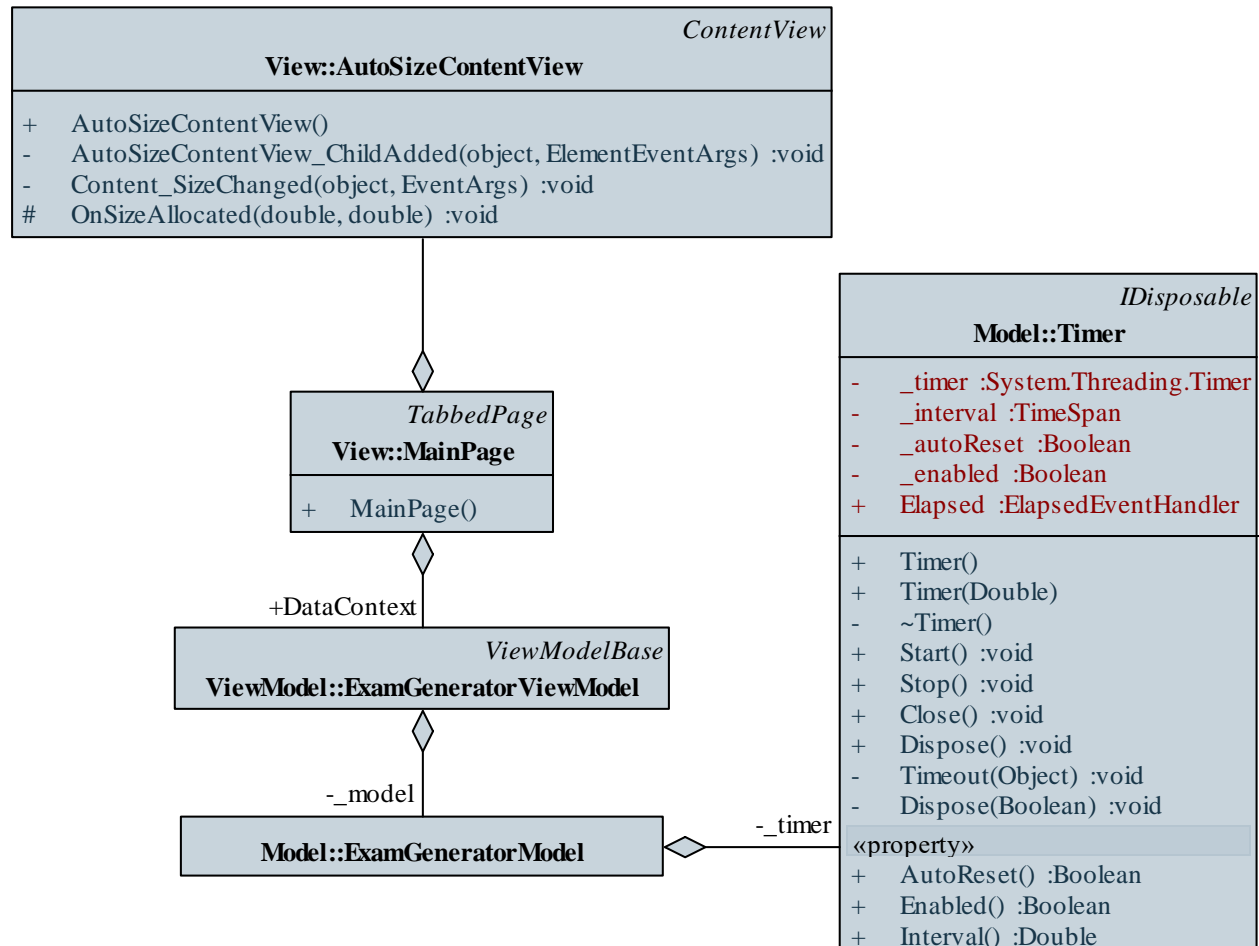 ContentView
View::AutoSizeContentView
+ AutoSizeContentView()
- AutoSizeContentView_ChildAdded(object, ElementEventArgs) :void
- Content_SizeChanged(object, EventArgs) :void
# OnSizeAllocated(double, double) :void
TabbedPage
View::MainPage
+ MainPage()
+DataContext
ViewModelBase
ViewModel::ExamGeneratorViewModel
-_model
Model::ExamGeneratorModel
-_timer
IDisposable
Model::Timer
- _timer :System.Threading.Timer
- _interval :TimeSpan
- _autoReset :Boolean
- _enabled :Boolean
+ Elapsed :ElapsedEventHandler
+ Timer()
+ Timer(Double)
- ~Timer()
+ Start() :void
+ Stop() :void
+ Close() :void
+ Dispose() :void
- Timeout(Object) :void
- Dispose(Boolean) :void
«property»
+ AutoReset() :Boolean
+ Enabled() :Boolean
+ Interval() :Double